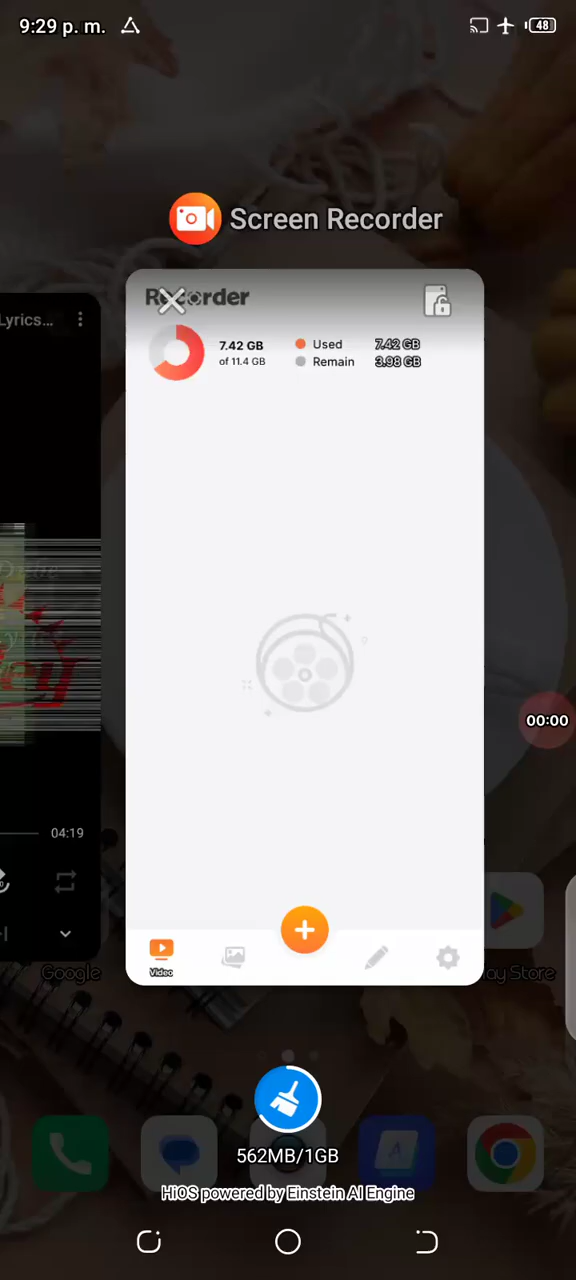 9:29 p. m.
48
Screen Recorder
Lyrics...
Recorder
7.42 GB
of 11.4 GB
Used
7.42 GB
Remain
3.98 GB
00:00
04:19
Video
Google
ay Store
562MB/1GB
HiOS powered by Einstein AI Engine